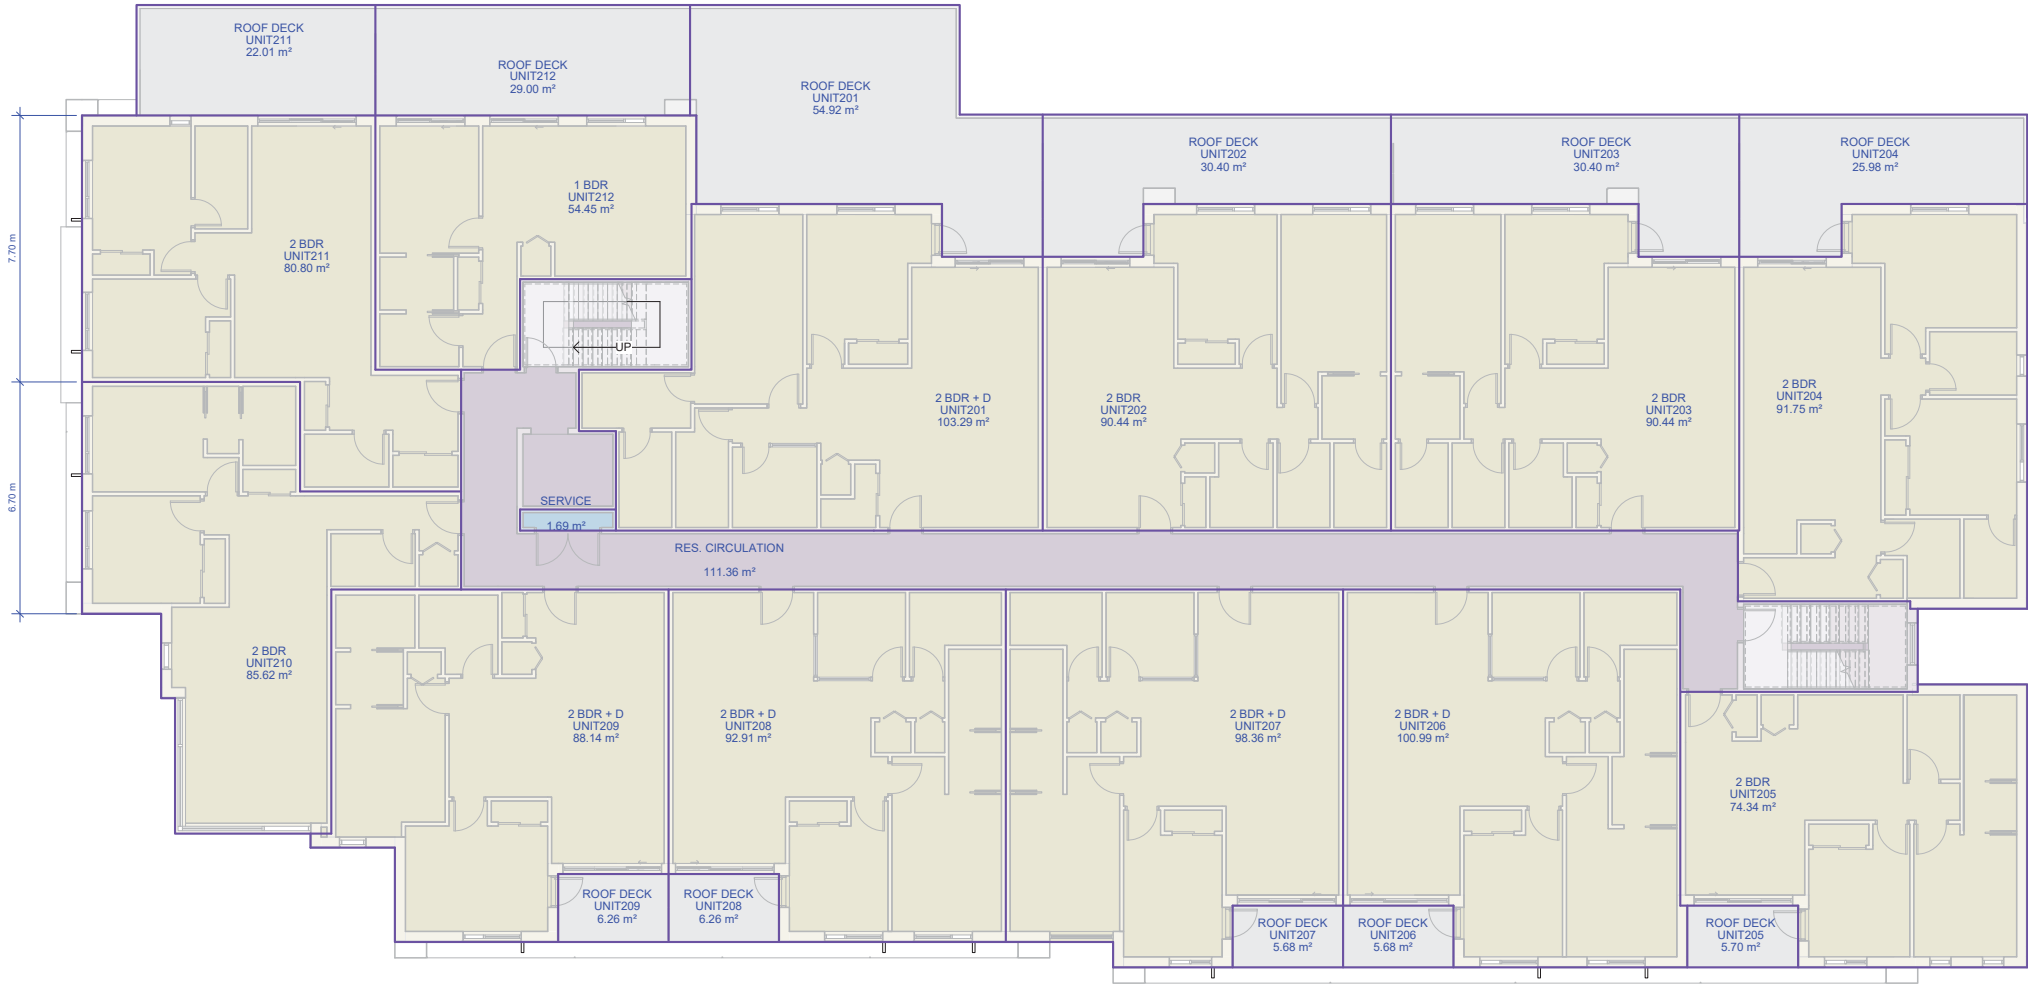 ROOF DECK
UNIT211
22.01 m²
ROOF DECK
UNIT212
29.00 m²
ROOF DECK
UNIT201
54.92 m²
ROOF DECK
UNIT202
30.40 m²
ROOF DECK
UNIT203
30.40 m²
ROOF DECK
UNIT204
25.98 m²
7.70 m
6.70 m
2 BDR
UNIT211
80.80 m²
1 BDR
UNIT212
54.45 m²
UP
2 BDR + D
UNIT201
103.29 m²
2 BDR
UNIT202
90.44 m²
2 BDR
UNIT203
90.44 m²
2 BDR
UNIT204
91.75 m²
SERVICE
1.69 m²
RES. CIRCULATION
111.36 m²
2 BDR
UNIT210
85.62 m²
2 BDR + D
UNIT209
88.14 m²
2 BDR + D
UNIT208
92.91 m²
2 BDR + D
UNIT207
98.36 m²
2 BDR + D
UNIT206
100.99 m²
2 BDR
UNIT205
74.34 m²
ROOF DECK
UNIT209
6.26 m²
ROOF DECK
UNIT208
6.26 m²
ROOF DECK
UNIT207
5.68 m²
ROOF DECK
UNIT206
5.68 m²
ROOF DECK
UNIT205
5.70 m²